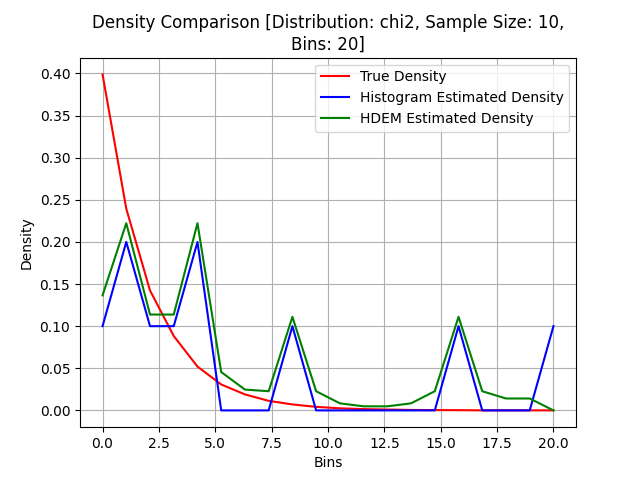 Density Comparison [Distribution: chi2, Sample Size: 10,
Bins: 20]
True Density
Histogram Estimated Density
HDEM Estimated Density
Density
0.40
0.35
0.30
0.25
0.20
0.15
0.10
0.05
0.00
0.0 2.5 5.0 7.5 10.0 12.5 15.0 17.5 20.0
Bins